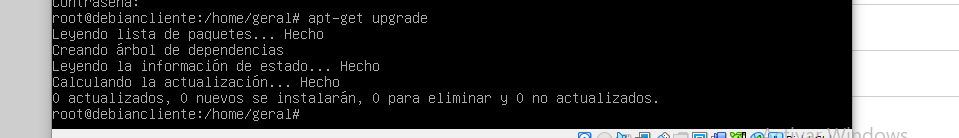 Contraseña:
root@debiancliente:/home/geral# apt-get upgrade
Leyendo lista de paquetes... Hecho
Creando árbol de dependencias
Leyendo la información de estado... Hecho
Calculando la actualización... Hecho
0 actualizados, 0 nuevos se instalarán, 0 para eliminar y 0 no actualizados.
root@debiancliente:/home/geral#
Activar Windows